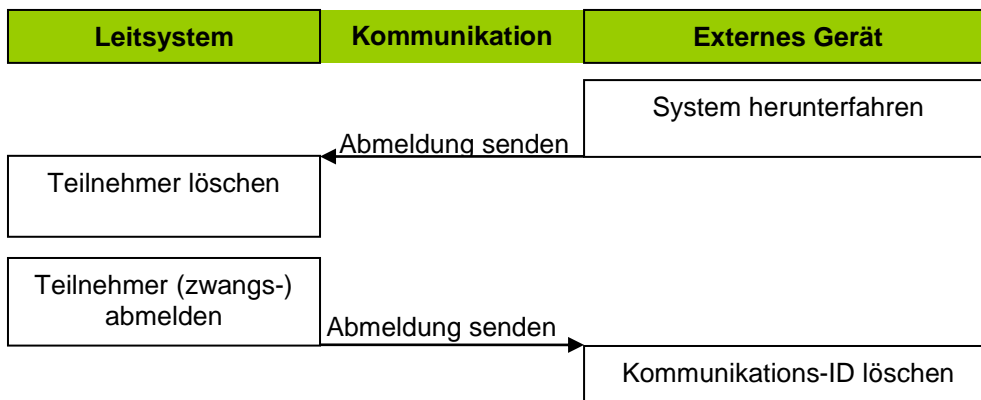 Leitsystem
Kommunikation
Externes Gerät
System herunterfahren
Abmeldung senden
Teilnehmer löschen
Teilnehmer (zwangs-)
abmelden
Abmeldung senden
Kommunikations-ID löschen